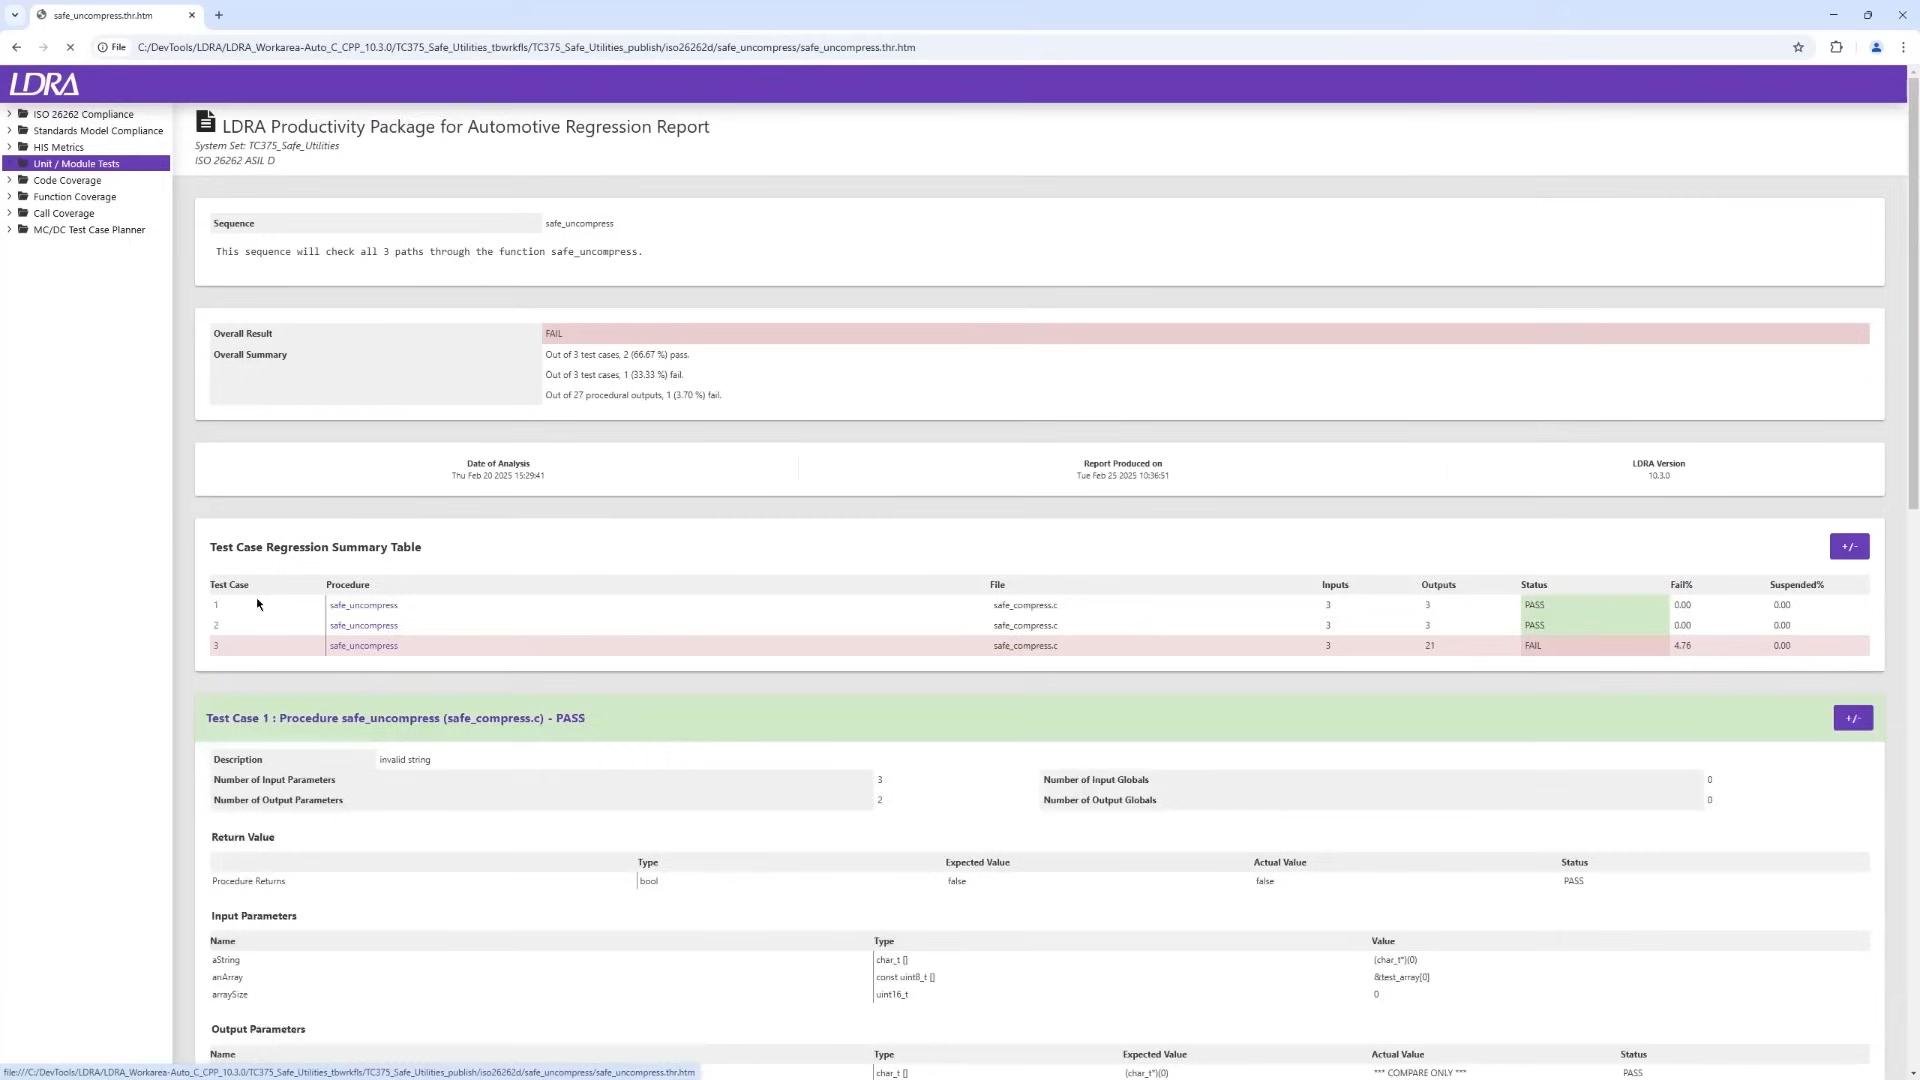 safe_uncompress.thr.htm
File C:/DevTools/LDRA/LDRA_Workarea-Auto_C_CPP_10.3.0/TC375_Safe_Utilities_tbwrkfls/TC375_Safe_Utilities_publish/iso26262d/safe_uncompress/safe_uncompress.thr.htm
LDRA
ISO 26262 Compliance
Standards Model Compliance
HIS Metrics
Unit / Module Tests
Code Coverage
Function Coverage
Call Coverage
MC/DC Test Case Planner
LDRA Productivity Package for Automotive Regression Report
System Set: TC375_Safe_Utilities
ISO 26262 ASIL D
Sequence safe_uncompress
This sequence will check all 3 paths through the function safe_uncompress.
Overall Result FAIL
Overall Summary Out of 3 test cases, 2 (66.67 %) pass.
Out of 3 test cases, 1 (33.33 %) fail.
Out of 27 procedural outputs, 1 (3.70 %) fail.
Date of Analysis Report Produced on LDRA Version
Thu Feb 20 2025 15:29:41 Tue Feb 25 2025 10:36:51 10.3.0
Test Case Regression Summary Table +/-
Test Case Procedure File Inputs Outputs Status Fail% Suspended%
1 safe_uncompress safe_compress.c 3 3 PASS 0.00 0.00
2 safe_uncompress safe_compress.c 3 3 PASS 0.00 0.00
3 safe_uncompress safe_compress.c 3 21 FAIL 4.76 0.00
Test Case 1 : Procedure safe_uncompress (safe_compress.c) - PASS +/-
Description invalid string
Number of Input Parameters 3 Number of Input Globals 0
Number of Output Parameters 2 Number of Output Globals 0
Return Value
Type Expected Value Actual Value Status
Procedure Returns bool false false PASS
Input Parameters
Name Type Value
aString char_t [] (char_t*)(0)
anArray const uint8_t [] &test_array[0]
arraySize uint16_t 0
Output Parameters
Name Type Expected Value Actual Value Status
char_t [] (char_t*)(0) *** COMPARE ONLY *** PASS
file:///C:/DevTools/LDRA/LDRA_Workarea-Auto_C_CPP_10.3.0/TC375_Safe_Utilities_tbwrkfls/TC375_Safe_Utilities_publish/iso26262d/safe_uncompress/safe_uncompress.thr.htm